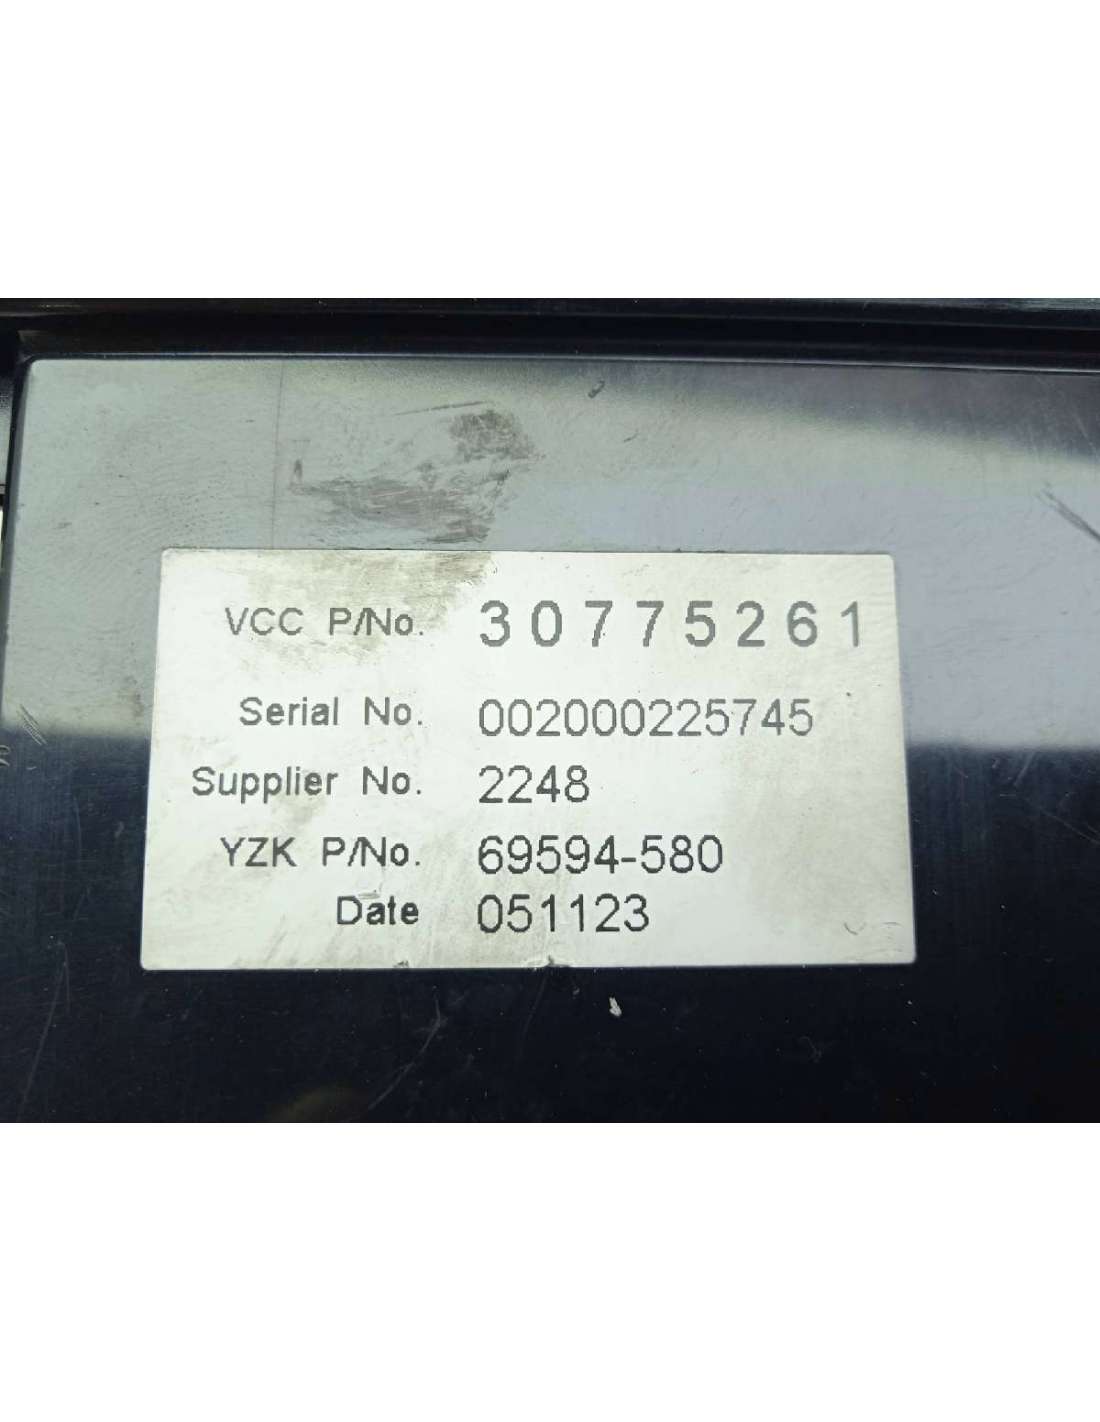 VCC P/No. 30775261
Serial No. 002000225745
Supplier No. 2248
YZK P/No. 69594-580
Date 051123